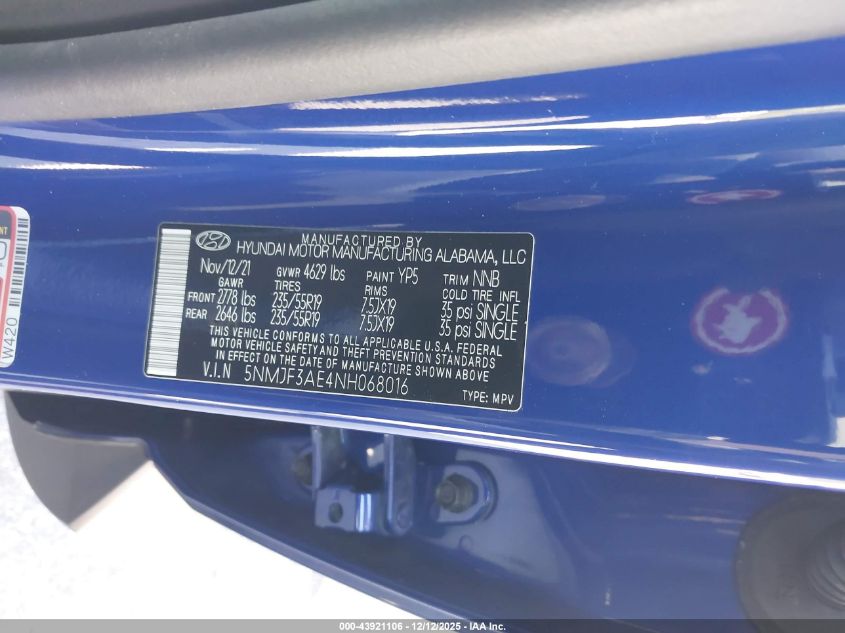 MANUFACTURED BY
HYUNDAI MOTOR MANUFACTURING ALABAMA, LLC
Nov/12/21 GVWR 4629 lbs PAINT YP5 TRIM NNB
GAWR TIRES RIMS COLD TIRE INFL
FRONT 2778 lbs 235/55R19 7.5JX19 35 psi SINGLE
REAR 2646 lbs 235/55R19 7.5JX19 35 psi SINGLE
THIS VEHICLE CONFORMS TO ALL APPLICABLE U.S.A. FEDERAL
MOTOR VEHICLE SAFETY AND THEFT PREVENTION STANDARDS
IN EFFECT ON THE DATE OF MANUFACTURE SHOWN ABOVE.
V.I.N 5NMJF3AE4NH068016
TYPE: MPV
W420
000-43921106 - 12/12/2025 - IAA Inc.